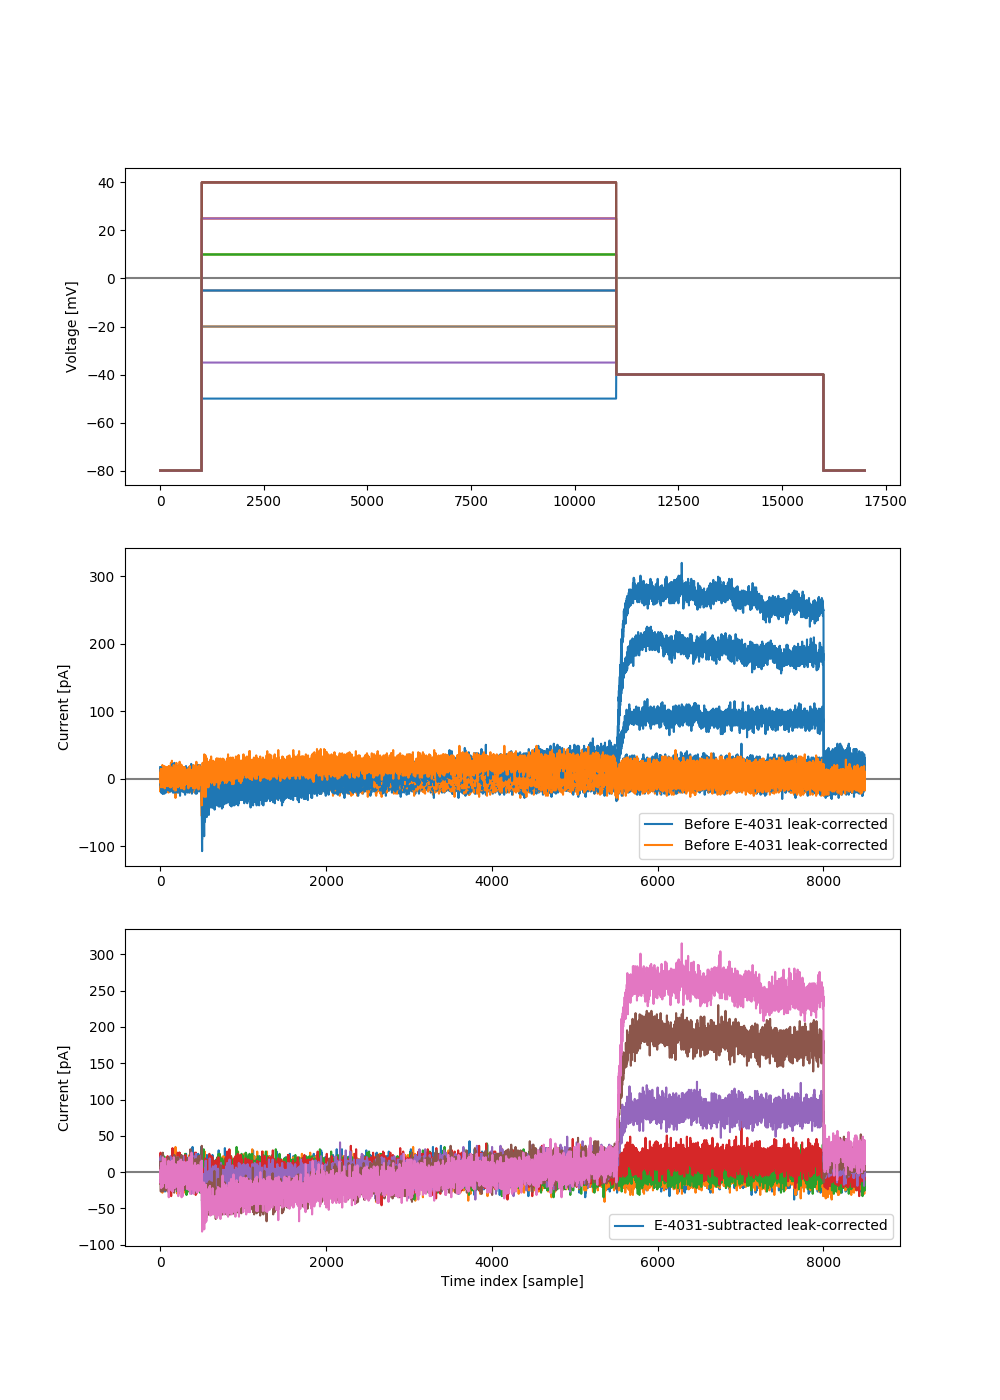 40
20
0
−20
−40
−60
−80
Voltage [mV]
0 2500 5000 7500 10000 12500 15000 17500
300
200
100
0
−100
Current [pA]
Before E-4031 leak-corrected
Before E-4031 leak-corrected
0 2000 4000 6000 8000
300
250
200
150
100
50
0
−50
−100
Current [pA]
E-4031-subtracted leak-corrected
0 2000 4000 6000 8000
Time index [sample]